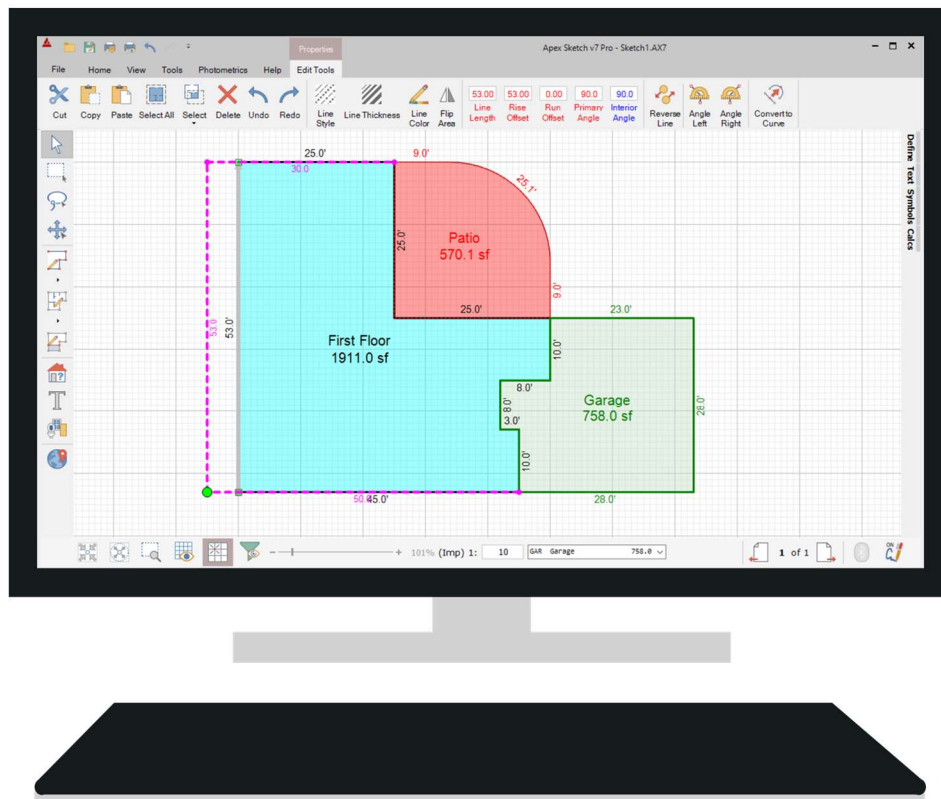 Properties
Apex Sketch v7 Pro - Sketch1.AX7
File Home View Tools Photometrics Help Edit Tools
53.00 53.00 0.00 90.0 90.0
Cut Copy Paste Select All Select Delete Undo Redo Line Style Line Thickness Line Color Flip Area Line Length Rise Offset Run Offset Primary Angle Interior Angle Reverse Line Angle Left Angle Right Convert to Curve
Define Text Symbols Calcs
25.0' 9.0'
30.0
25.1'
25.0'
Patio
570.1 sf
9.0'
25.0' 23.0'
53.0 53.0'
First Floor
1911.0 sf
10.0'
8.0'
8.0'
3.0'
Garage
758.0 sf
28.0'
10.0'
50.0 45.0' 28.0'
101% (Imp) 1: 10 GAR Garage 758.0
1 of 1
ON